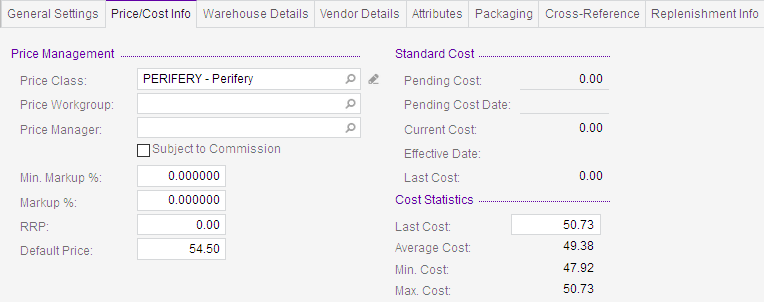 General Settings Price/Cost Info Warehouse Details Vendor Details Attributes Packaging Cross-Reference Replenishment Info
Price Management
Price Class: PERIFERY - Perifery
Price Workgroup:
Price Manager:
Subject to Commission
Min. Markup %: 0.000000
Markup %: 0.000000
RRP: 0.00
Default Price: 54.50
Standard Cost
Pending Cost: 0.00
Pending Cost Date:
Current Cost: 0.00
Effective Date:
Last Cost: 0.00
Cost Statistics
Last Cost: 50.73
Average Cost: 49.38
Min. Cost: 47.92
Max. Cost: 50.73